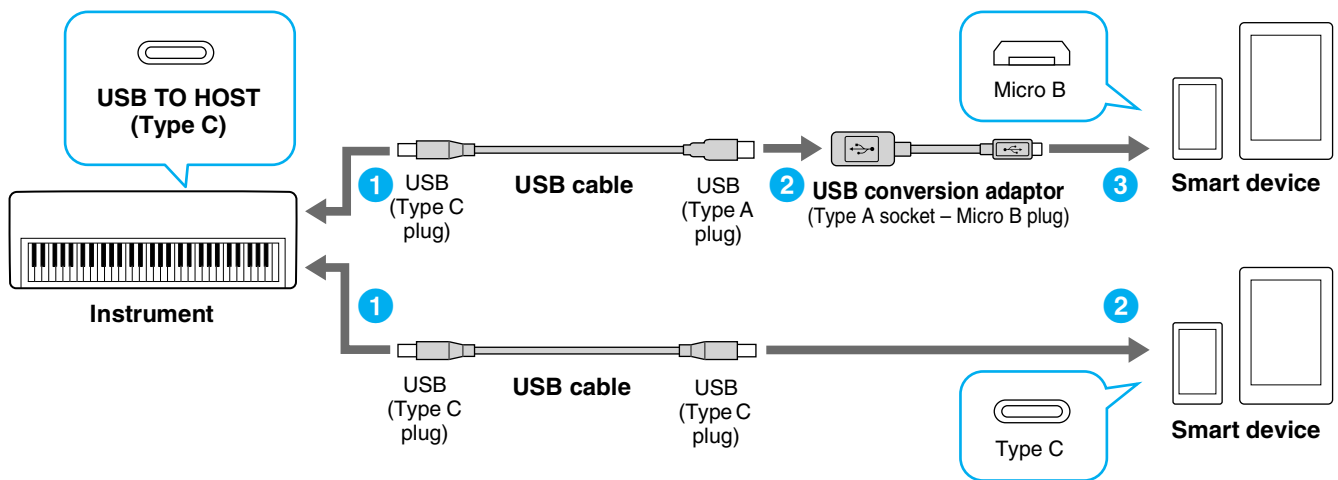 USB TO HOST
(Type C)
Micro B
1
USB
(Type C
plug)
USB cable
USB
(Type A
plug)
2
USB conversion adaptor
(Type A socket – Micro B plug)
3
Smart device
Instrument
1
USB
(Type C
plug)
USB cable
USB
(Type C
plug)
2
Type C
Smart device